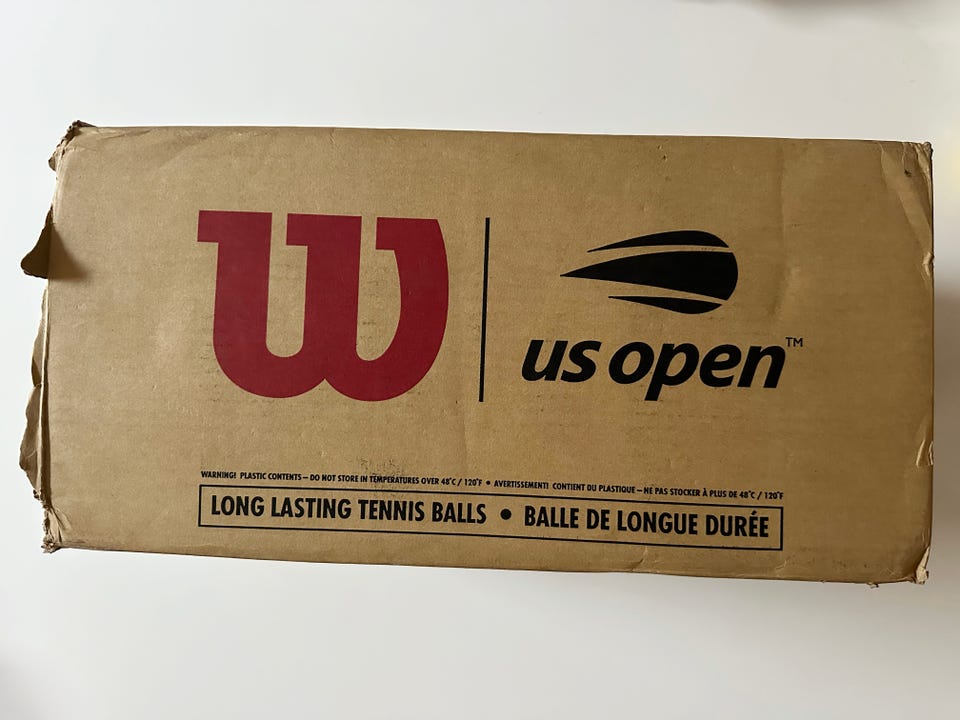 W
us open™
WARNING! PLASTIC CONTENTS – DO NOT STORE IN TEMPERATURES OVER 48°C / 120°F • AVERTISSEMENT! CONTIENT DU PLASTIQUE – NE PAS STOCKER À PLUS DE 48°C / 120°F
LONG LASTING TENNIS BALLS • BALLE DE LONGUE DURÉE